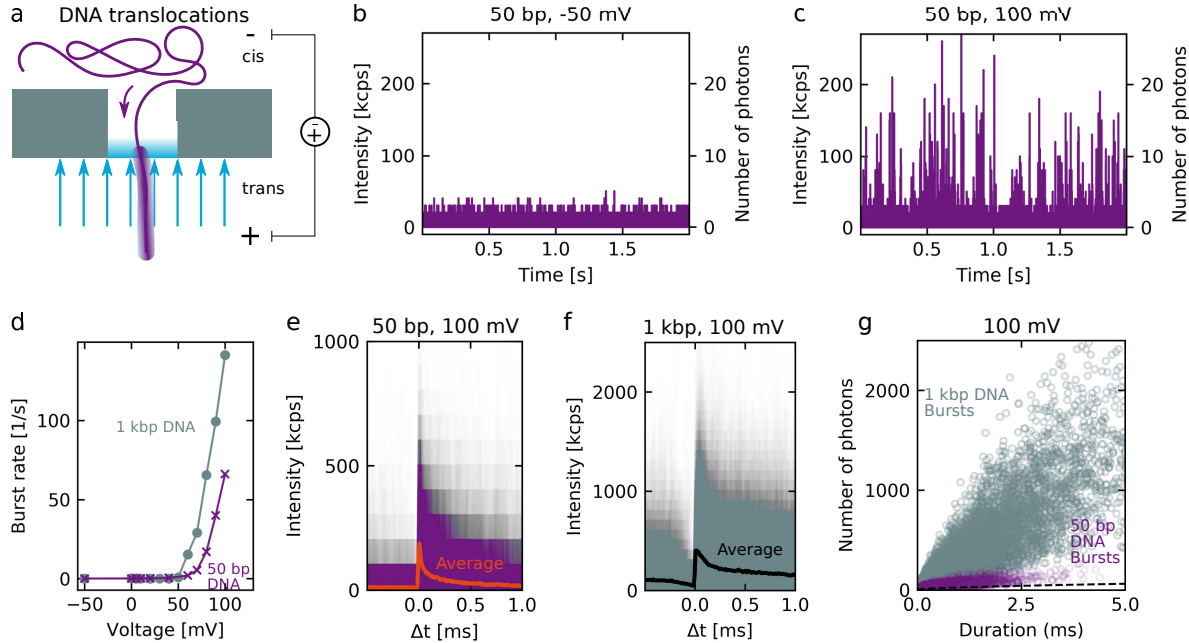 a
DNA translocations
-
cis
-
+
trans
+
b
50 bp, -50 mV
Intensity [kcps]
200
100
0
20
10
0
Number of photons
0.5
1.0
1.5
Time [s]
c
50 bp, 100 mV
Intensity [kcps]
200
100
0
20
10
0
Number of photons
0.5
1.0
1.5
Time [s]
d
Burst rate [1/s]
100
50
0
1 kbp DNA
50 bp
DNA
−50
0
50
100
Voltage [mV]
e
50 bp, 100 mV
Intensity [kcps]
1000
500
0
Average
0.0
0.5
1.0
Δt [ms]
f
1 kbp, 100 mV
Intensity [kcps]
2000
1000
0
Average
0.0
0.5
1.0
Δt [ms]
g
100 mV
Number of photons
2000
1000
0
1 kbp DNA
Bursts
50 bp
DNA
Bursts
0.0
2.5
5.0
Duration (ms)